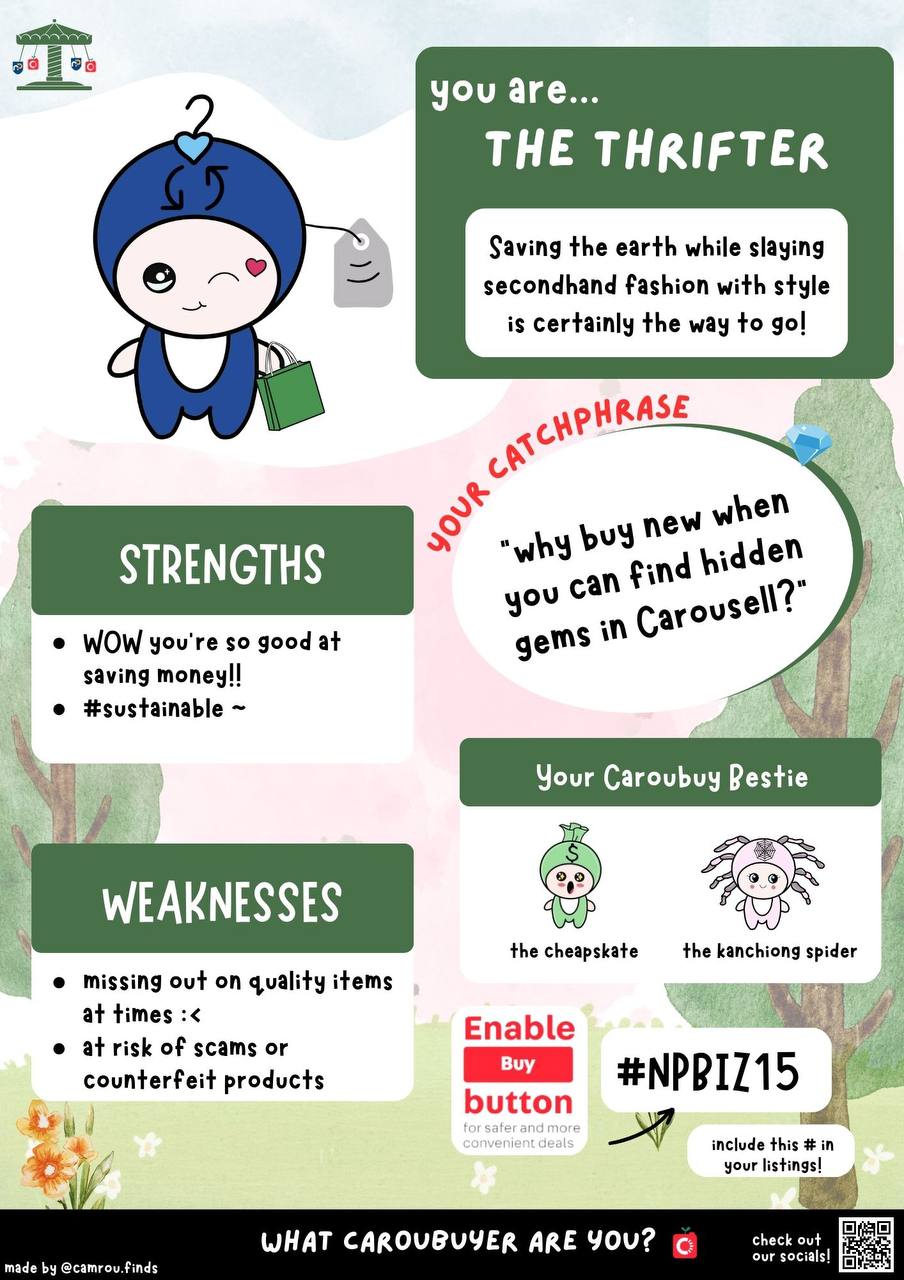 you are...
THE THRIFTER
Saving the earth while slaying
secondhand fashion with style
is certainly the way to go!
YOUR CATCHPHRASE
"why buy new when
you can find hidden
gems in Carousell?"
STRENGTHS
• WOW you're so good at
saving money!!
• #sustainable ~
WEAKNESSES
• missing out on quality items
at times :<
• at risk of scams or
counterfeit products
Your Caroubuy Bestie
$
the cheapskate
the kanchiong spider
Enable
Buy
button
for safer and more
convenient deals
#NPBIZ15
include this # in
your listings!
WHAT CAROUBUYER ARE YOU?
check out
our socials!
made by @camrou.finds